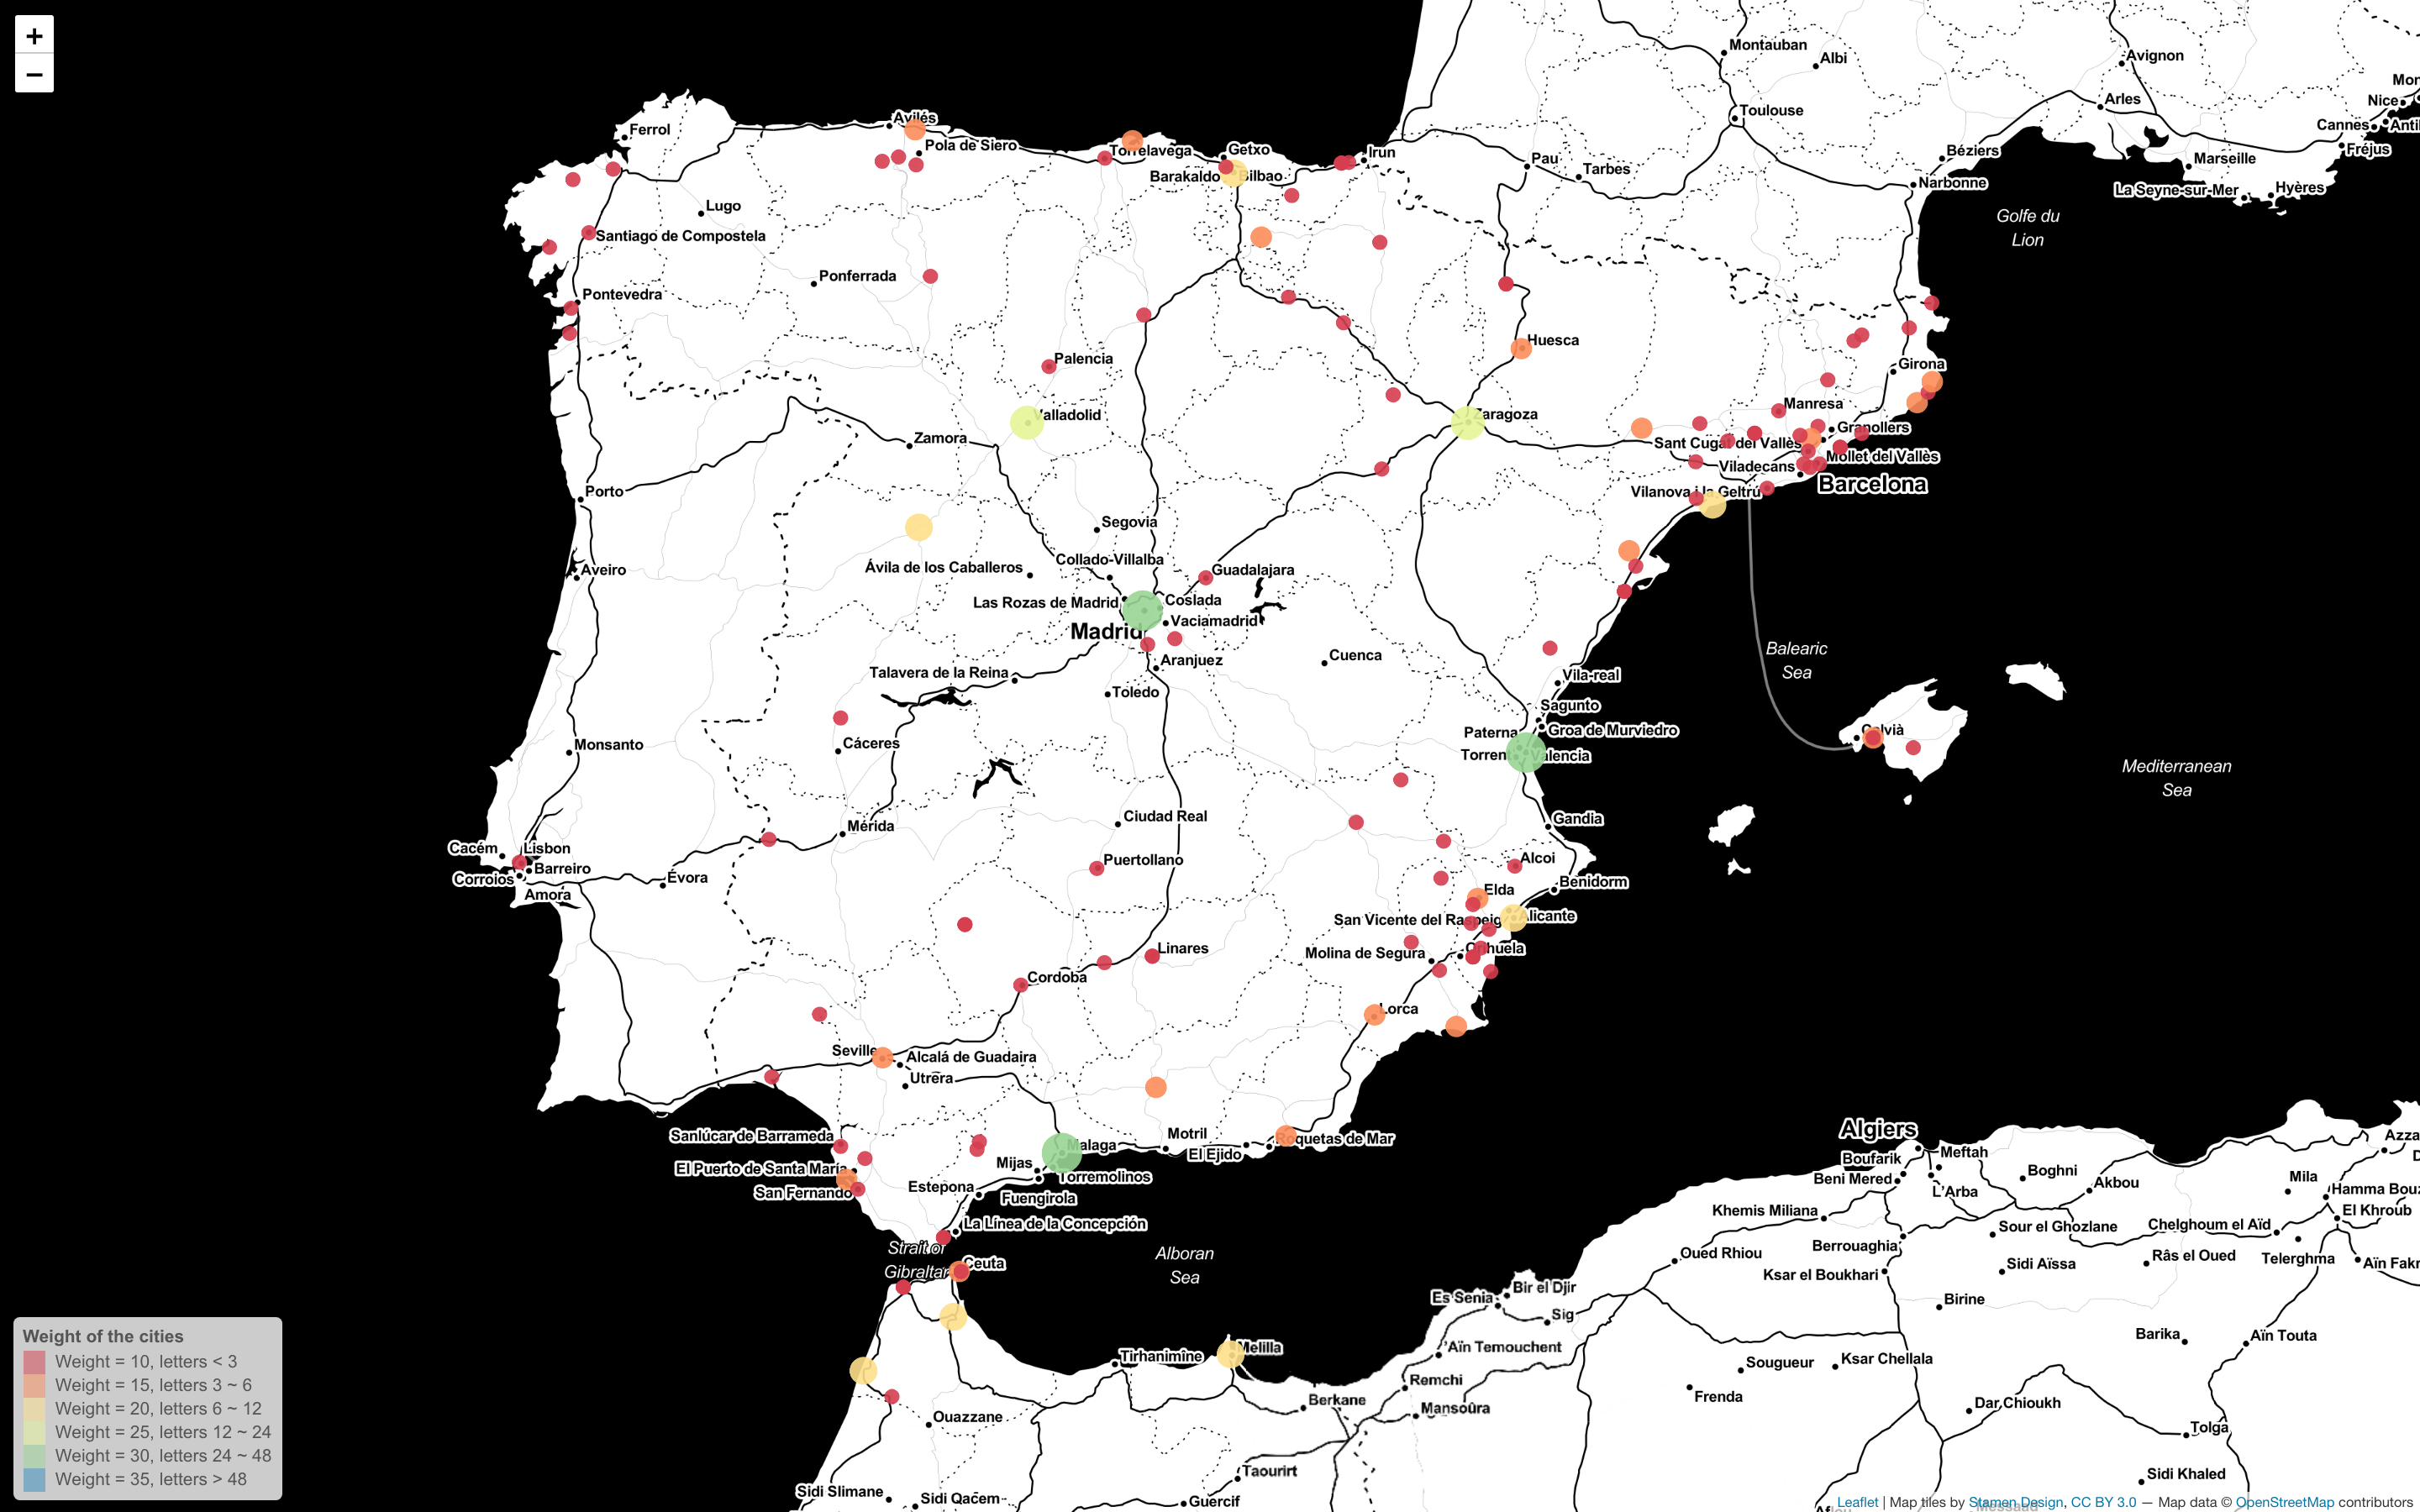 +
−
Montauban
Albi
Avignon
Mon
Nice
Arles
Toulouse
Cannes
Anti
Fréjus
Avilés
Ferrol
Pola de Siero
Torrelavega
Getxo
Irun
Pau
Tarbes
Béziers
Marseille
Barakaldo
Bilbao
Narbonne
La Seyne-sur-Mer
Hyères
Lugo
Golfe du
Lion
Santiago de Compostela
Ponferrada
Pontevedra
Huesca
Palencia
Girona
Manresa
Valladolid
Zaragoza
Granollers
Zamora
Sant Cugat del Vallès
Mollet del Vallès
Viladecans
Barcelona
Vilanova i la Geltrú
Porto
Segovia
Collado-Villalba
Ávila de los Caballeros
Aveiro
Guadalajara
Las Rozas de Madrid
Coslada
Vaciamadrid
Madrid
Balearic
Sea
Aranjuez
Cuenca
Talavera de la Reina
Vila-real
Toledo
Sagunto
Paterna
Groa de Murviedro
Calvià
Monsanto
Cáceres
Torrent
Valencia
Mediterranean
Sea
Ciudad Real
Gandia
Mérida
Cacém
Lisbon
Barreiro
Corroios
Évora
Amora
Puertollano
Alcoi
Benidorm
Elda
San Vicente del Raspeig
Alicante
Linares
Molina de Segura
Orihuela
Cordoba
Lorca
Seville
Alcalá de Guadaira
Utrera
Sanlúcar de Barrameda
Malaga
Motril
Roquetas de Mar
El Ejido
El Puerto de Santa María
Mijas
Torremolinos
San Fernando
Estepona
Fuengirola
La Línea de la Concepción
Strait of
Gibraltar
Ceuta
Alboran
Sea
Algiers
Azza
Boufarik
Meftah
Boghni
Mila
Beni Mered
L'Arba
Akbou
Hamma Bouz
Khemis Miliana
El Khroub
Sour el Ghozlane
Chelghoum el Aïd
Berrouaghia
Oued Rhiou
Râs el Oued
Telerghma
Aïn Fakr
Sidi Aïssa
Ksar el Boukhari
Bir el Djir
Es Senia
Sig
Birine
Barika
Aïn Touta
'Aïn Temouchent
Melilla
Tirhanimîne
Sougueur
Ksar Chellala
Remchi
Frenda
Berkane
Mansoûra
Dar Chioukh
Ouazzane
Tolga
Taourirt
Sidi Khaled
Sidi Slimane
Sidi Qacem
Guercif
Weight of the cities
Weight = 10, letters < 3
Weight = 15, letters 3 ~ 6
Weight = 20, letters 6 ~ 12
Weight = 25, letters 12 ~ 24
Weight = 30, letters 24 ~ 48
Weight = 35, letters > 48
Leaflet | Map tiles by Stamen Design, CC BY 3.0 — Map data © OpenStreetMap contributors